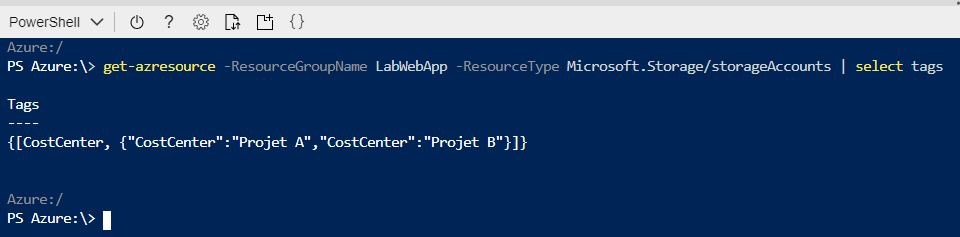 PowerShell ? {}
Azure:/
PS Azure:\> get-azresource -ResourceGroupName LabWebApp -ResourceType Microsoft.Storage/storageAccounts | select tags
Tags
----
{[CostCenter, {"CostCenter":"Projet A","CostCenter":"Projet B"}]}
Azure:/
PS Azure:\>